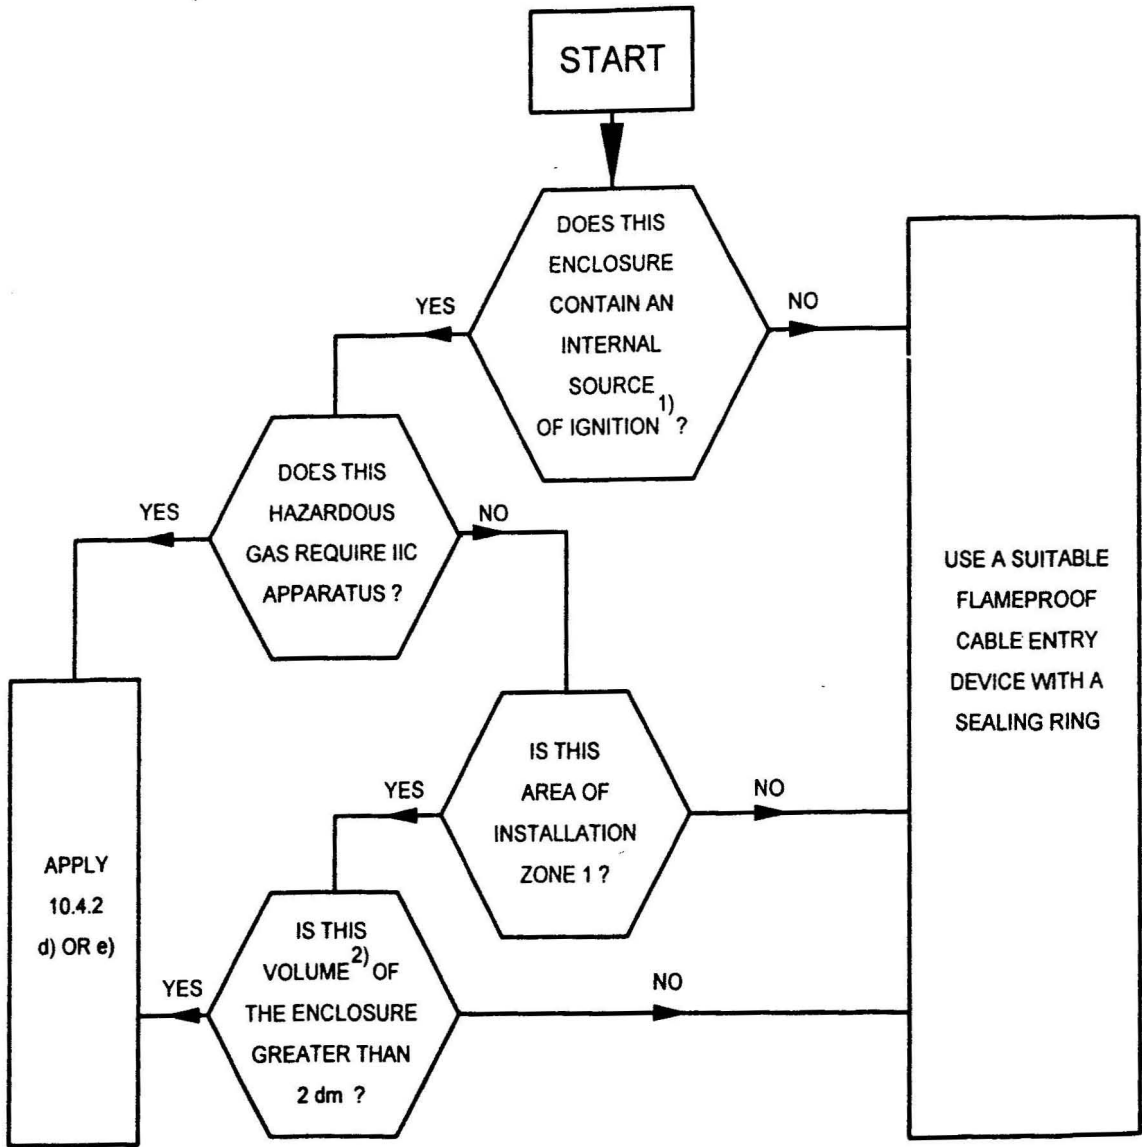 START
DOES THIS
ENCLOSURE
CONTAIN AN
INTERNAL
SOURCE
OF IGNITION 1) ?
YES
NO
DOES THIS
HAZARDOUS
GAS REQUIRE IIC
APPARATUS ?
YES
NO
USE A SUITABLE
FLAMEPROOF
CABLE ENTRY
DEVICE WITH A
SEALING RING
IS THIS
AREA OF
INSTALLATION
ZONE 1 ?
YES
NO
APPLY
10.4.2
d) OR e)
IS THIS
VOLUME 2) OF
THE ENCLOSURE
GREATER THAN
2 dm ?
YES
NO